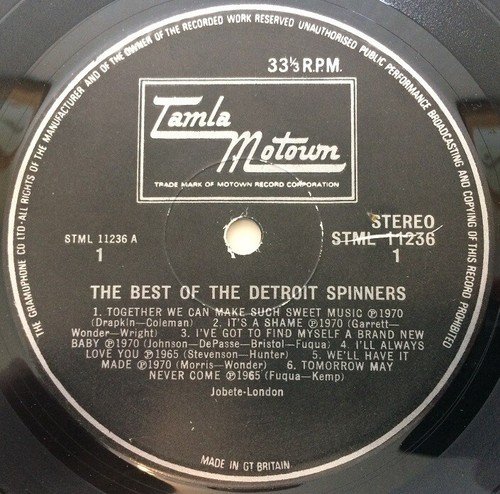 THE GRAMOPHONE CO LTD·ALL RIGHTS OF THE MANUFACTURER AND OF THE OWNER OF THE RECORDED WORK RESERVED UNAUTHORISED PUBLIC PERFORMANCE BROADCASTING AND COPYING OF THIS RECORD PROHIBITED
33⅓ R.P.M.
Tamla
Motown
TRADE MARK OF MOTOWN RECORD CORPORATION
STEREO
STML 11236 A
STML 11236
1
1
THE BEST OF THE DETROIT SPINNERS
1. TOGETHER WE CAN MAKE SUCH SWEET MUSIC ℗1970
(Drapkin—Coleman) 2. IT'S A SHAME ℗1970 (Garrett—
Wonder—Wright) 3. I'VE GOT TO FIND MYSELF A BRAND NEW
BABY ℗1970 (Johnson—DePasse—Bristol—Fuqua) 4. I'LL ALWAYS
LOVE YOU ℗1965 (Stevenson—Hunter) 5. WE'LL HAVE IT
MADE ℗1970 (Morris—Wonder) 6. TOMORROW MAY
NEVER COME ℗1965 (Fuqua—Kemp)
Jobete-London
MADE IN GT BRITAIN